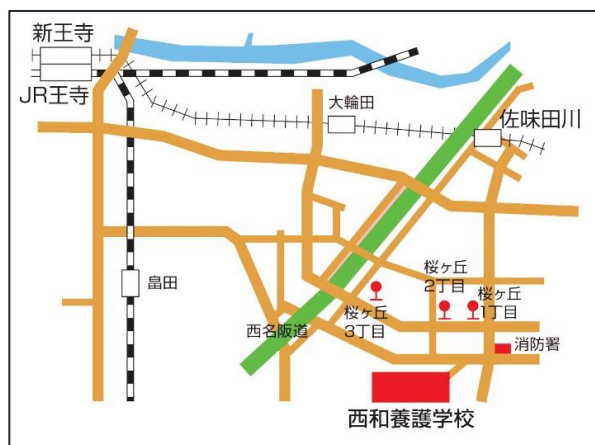 新王寺
JR王寺
大輪田
佐味田川
畠田
桜ヶ丘
2丁目
桜ヶ丘
1丁目
桜ヶ丘
3丁目
西名阪道
消防署
西和養護学校